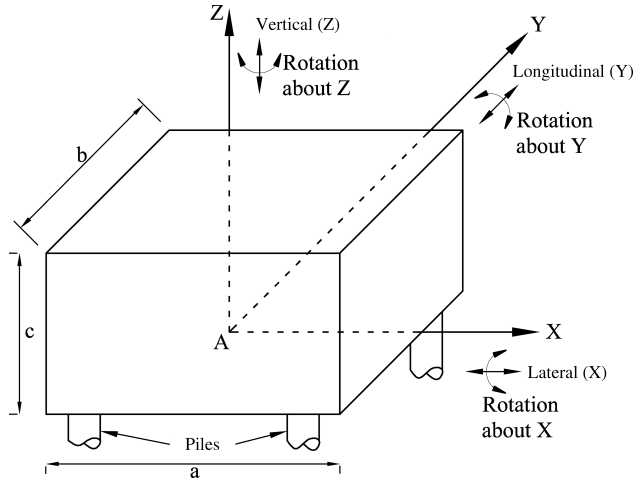 Z
Vertical (Z)
Rotation
about Z
Y
Longitudinal (Y)
Rotation
about Y
b
c
A
X
Lateral (X)
Rotation
about X
Piles
a